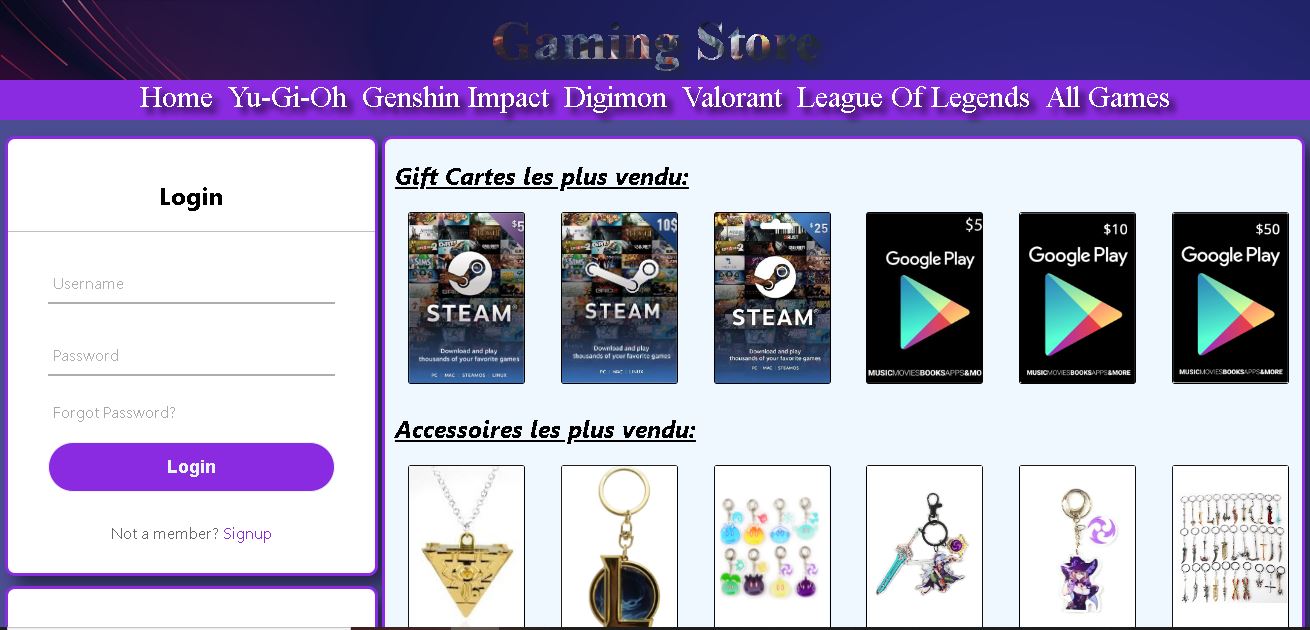 Gaming Store
Home Yu-Gi-Oh Genshin Impact Digimon Valorant League Of Legends All Games
Login
Username
Password
Forgot Password?
Login
Not a member? Signup
Gift Cartes les plus vendu:
$5
STEAM
Download and play
thousands of your favorite games
PC | MAC | STEAMOS | LINUX
10$
STEAM
Download and play
thousands of your favorite games
PC | MAC | LINUX
$25
STEAM
Download and play
thousands of your favorite games
PC | MAC | STEAMOS
$5
Google Play
MUSICMOVIESBOOKSAPPS&MO
$10
Google Play
MUSICMOVIESBOOKSAPPS&MORE
$50
Google Play
MUSICMOVIESBOOKSAPPS&MORE
Accessoires les plus vendu: